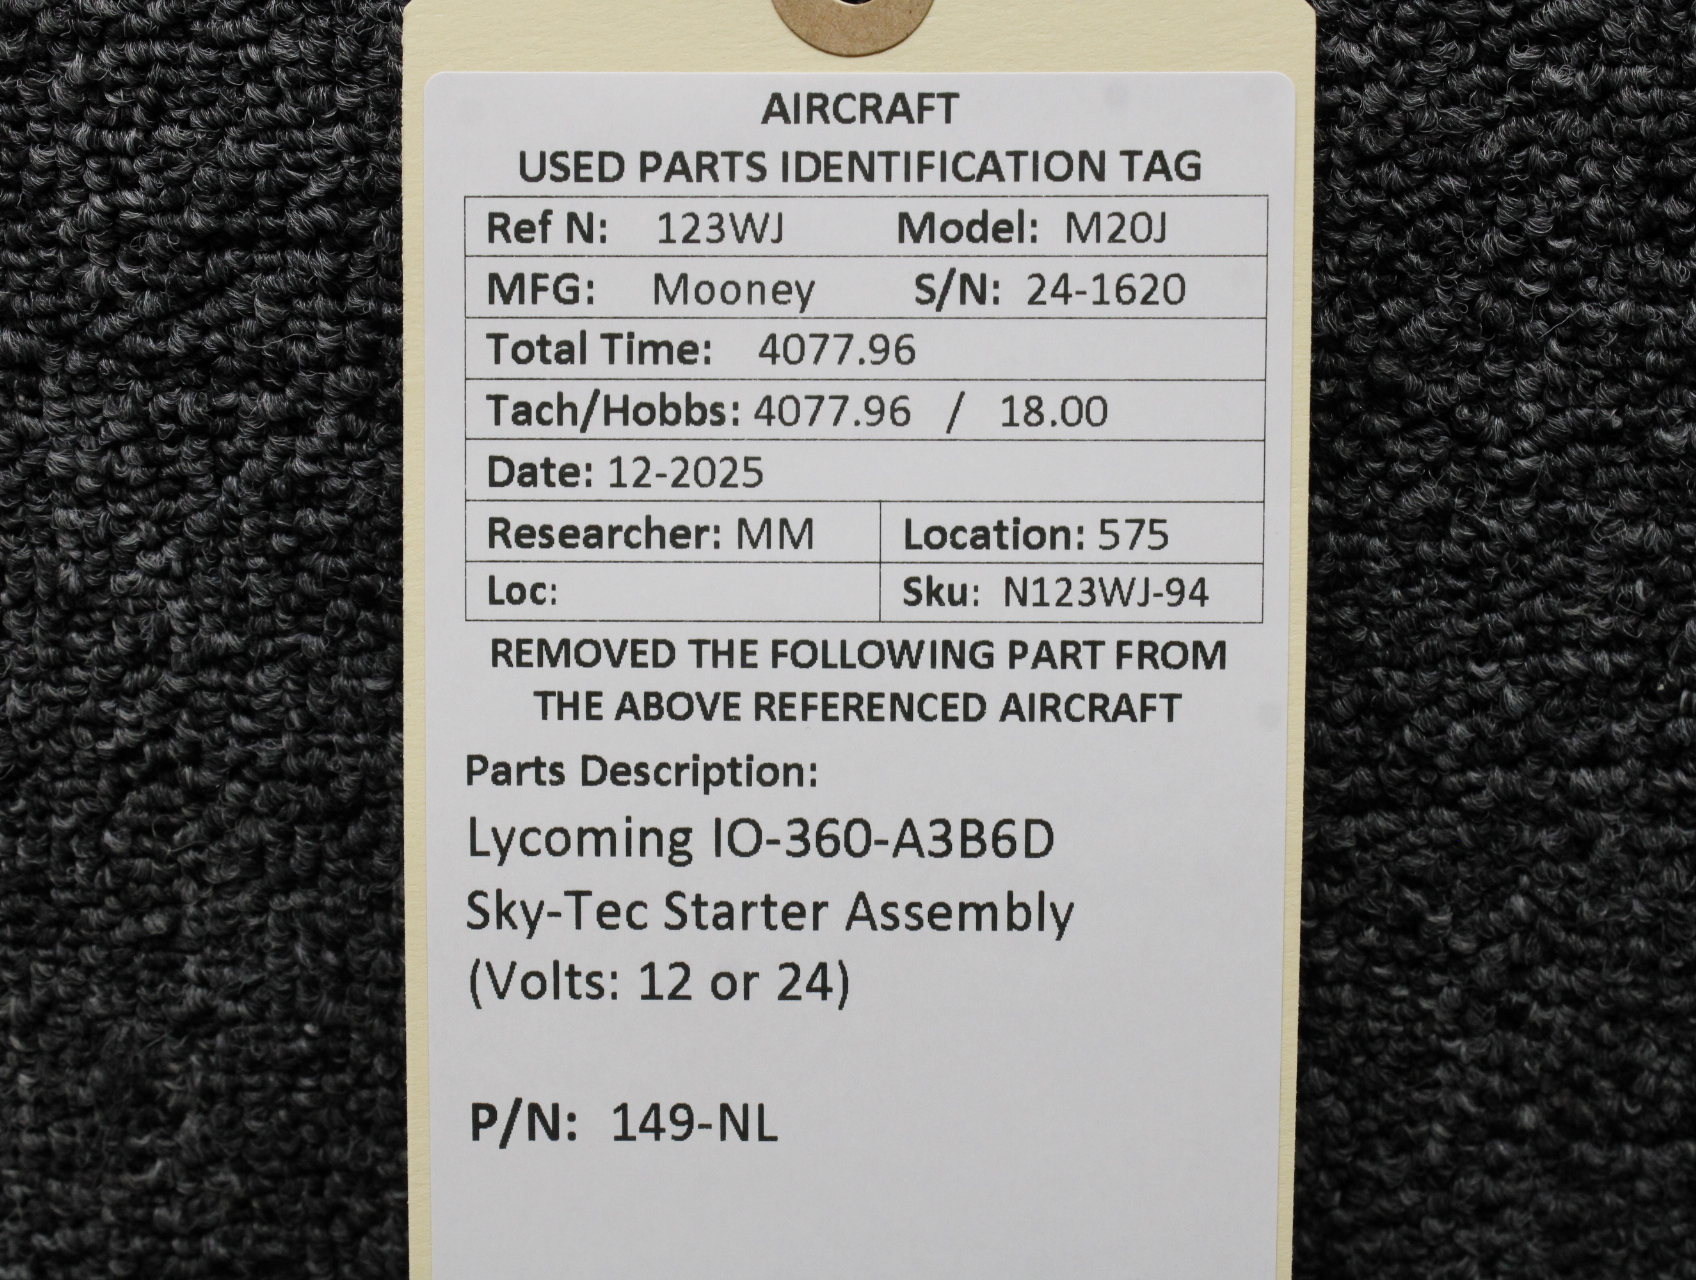 AIRCRAFT
USED PARTS IDENTIFICATION TAG
Ref N: 123WJ Model: M20J
MFG: Mooney S/N: 24-1620
Total Time: 4077.96
Tach/Hobbs: 4077.96 / 18.00
Date: 12-2025
Researcher: MM Location: 575
Loc: Sku: N123WJ-94
REMOVED THE FOLLOWING PART FROM
THE ABOVE REFERENCED AIRCRAFT
Parts Description:
Lycoming IO-360-A3B6D
Sky-Tec Starter Assembly
(Volts: 12 or 24)
P/N: 149-NL